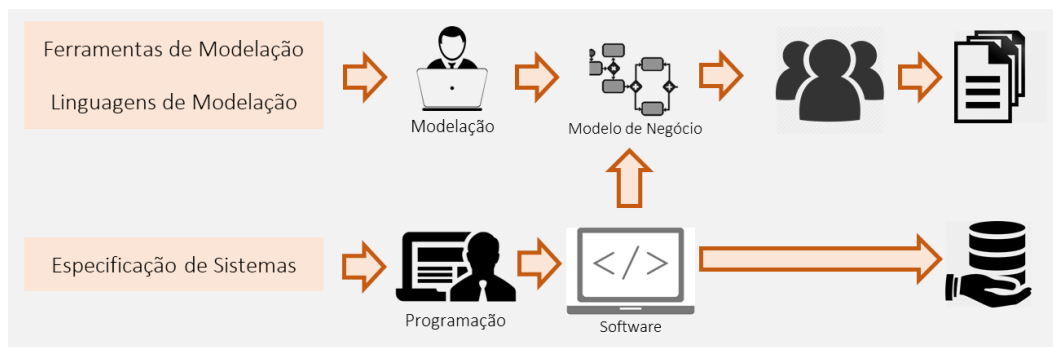 Ferramentas de Modelação
Linguagens de Modelação
Modelação
Modelo de Negócio
Especificação de Sistemas
Programação
</>
Software